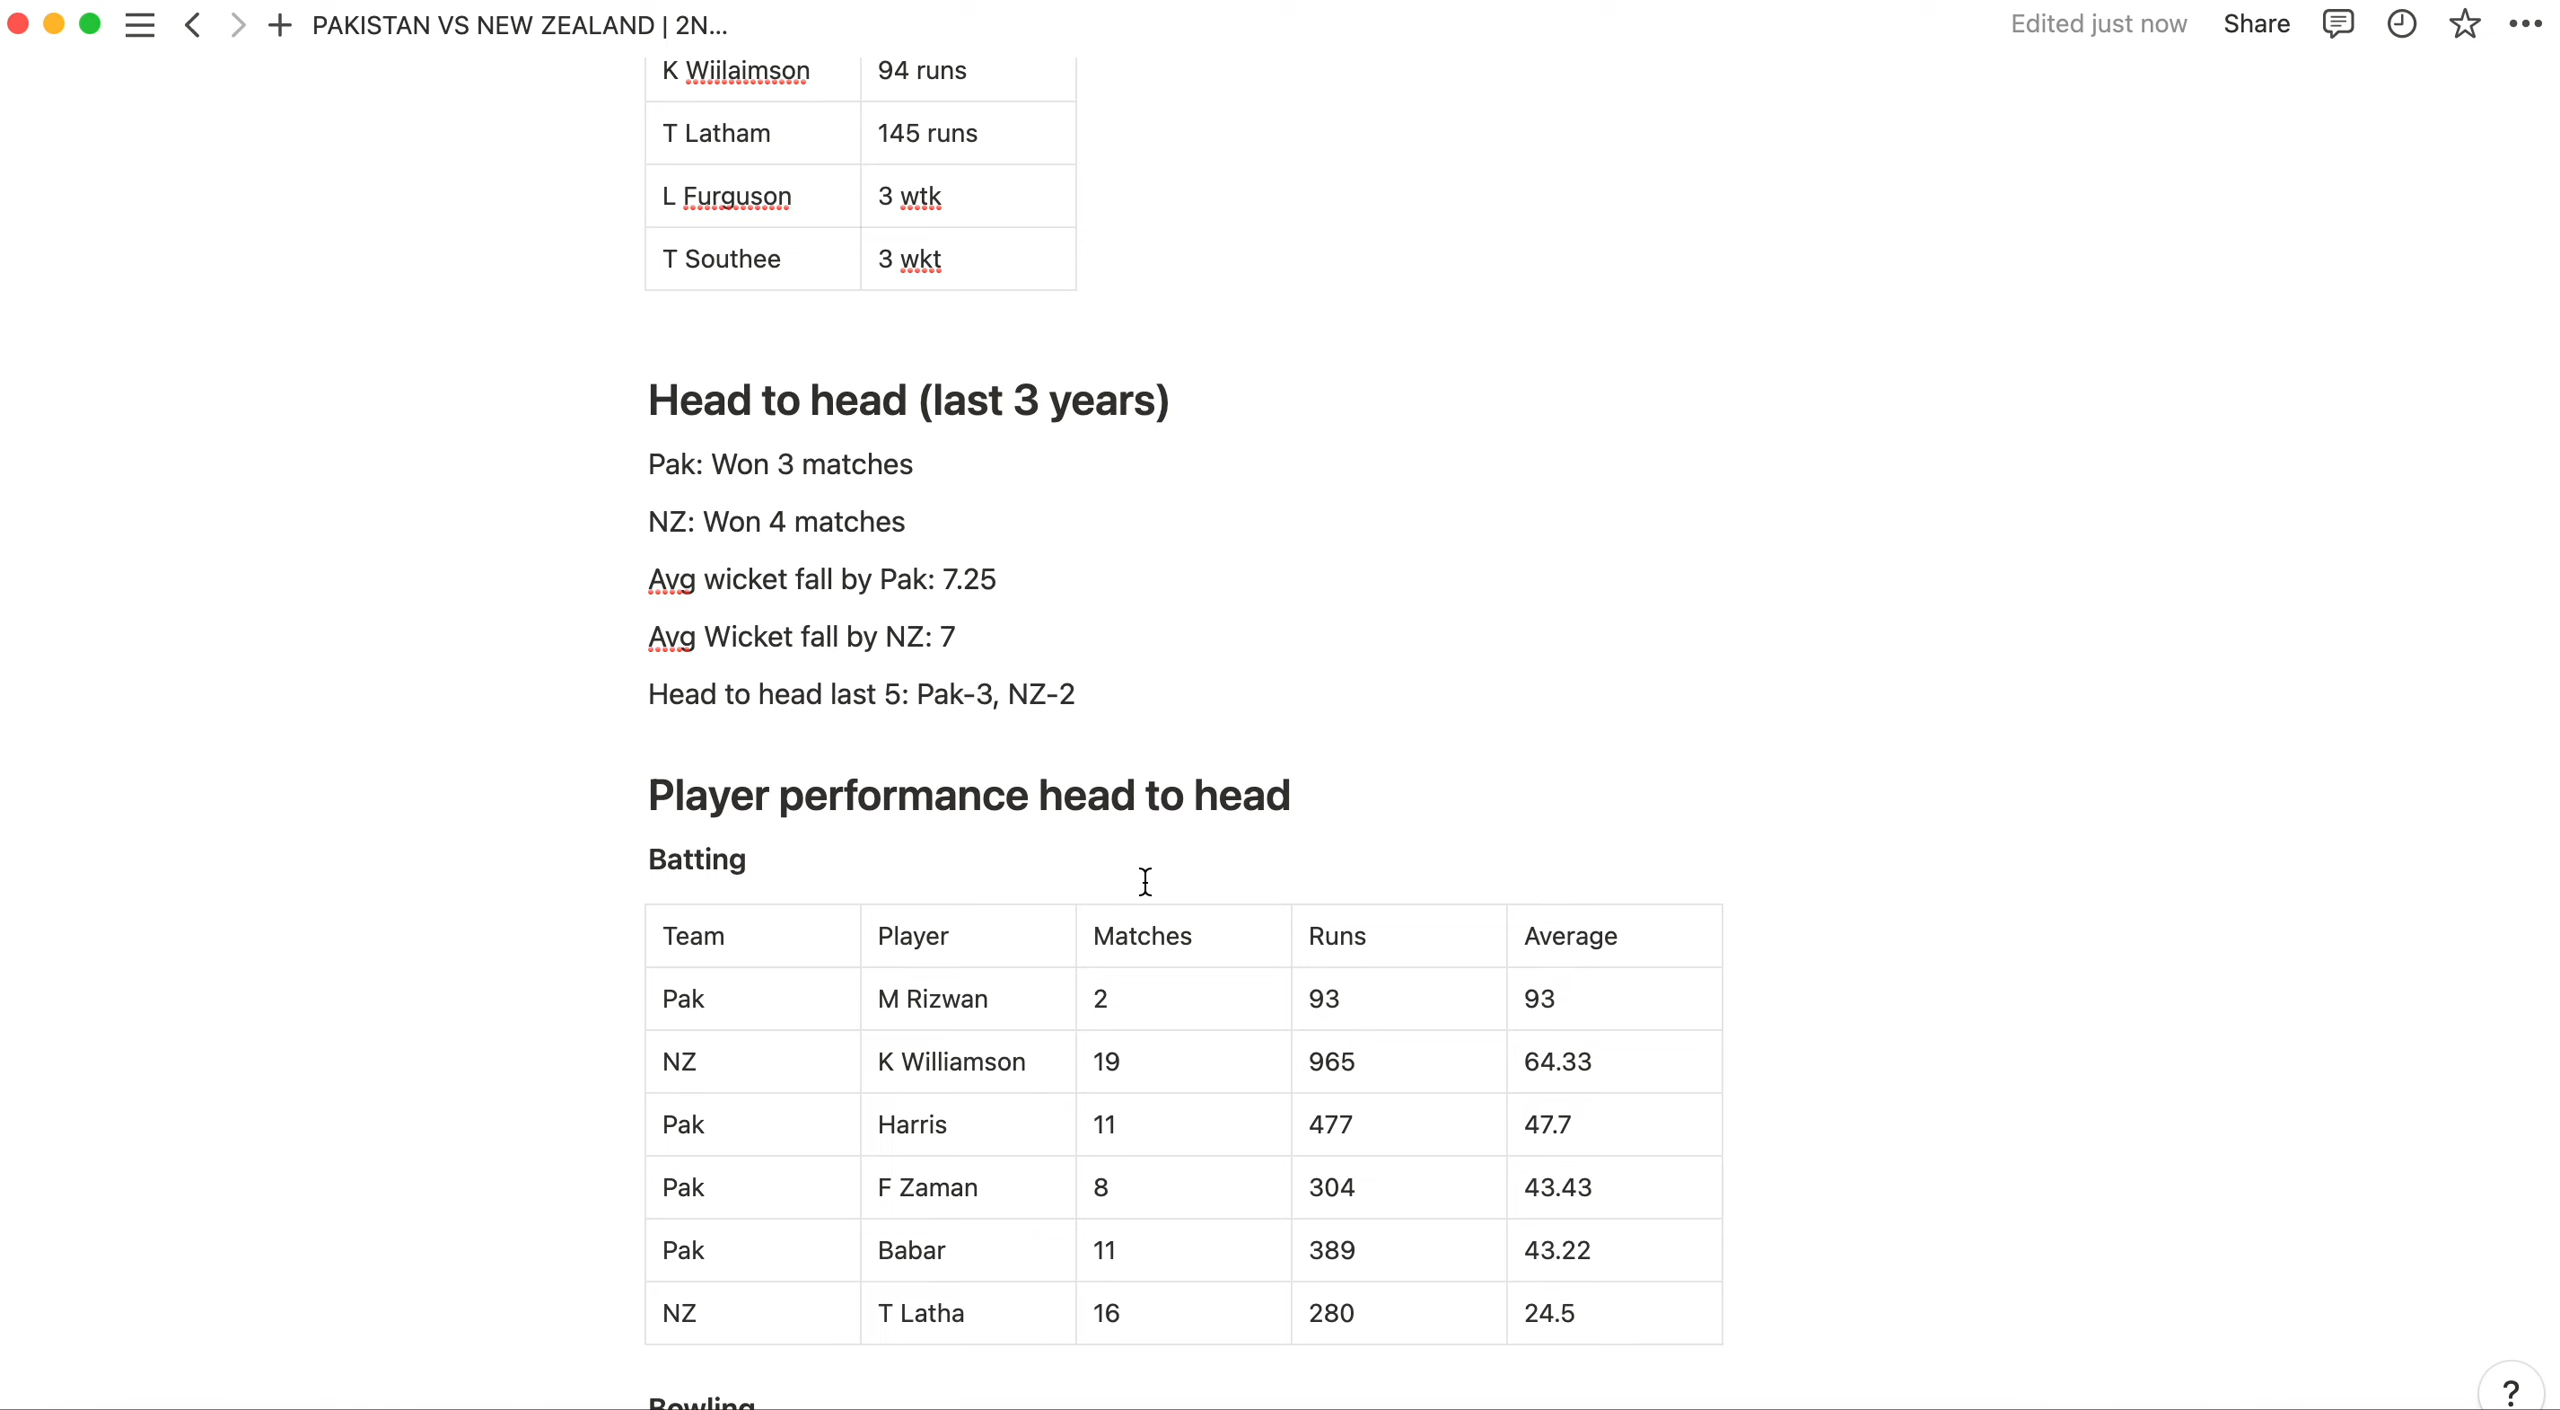 PAKISTAN VS NEW ZEALAND | 2N...
Edited just now Share
K Wiilaimson 94 runs
T Latham 145 runs
L Furguson 3 wtk
T Southee 3 wkt
Head to head (last 3 years)
Pak: Won 3 matches
NZ: Won 4 matches
Avg wicket fall by Pak: 7.25
Avg Wicket fall by NZ: 7
Head to head last 5: Pak-3, NZ-2
Player performance head to head
Batting
Team Player Matches Runs Average
Pak M Rizwan 2 93 93
NZ K Williamson 19 965 64.33
Pak Harris 11 477 47.7
Pak F Zaman 8 304 43.43
Pak Babar 11 389 43.22
NZ T Latha 16 280 24.5
Bowling
?